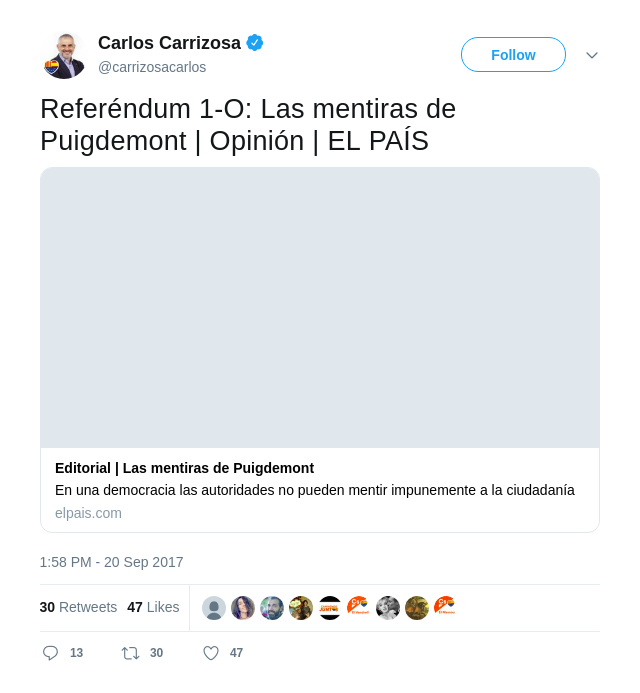 Carlos Carrizosa
@carrizosacarlos
Follow
Referéndum 1-O: Las mentiras de
Puigdemont | Opinión | EL PAÍS
Editorial | Las mentiras de Puigdemont
En una democracia las autoridades no pueden mentir impunemente a la ciudadanía
elpais.com
1:58 PM - 20 Sep 2017
30 Retweets 47 Likes
13 30 47